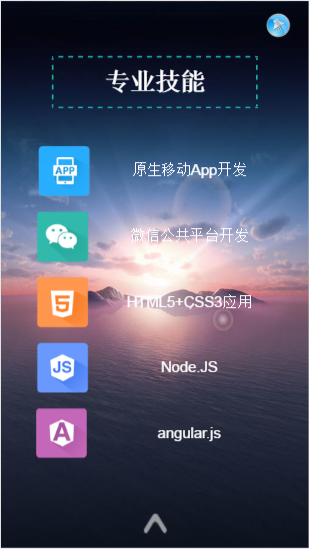 专业技能
APP
原生移动App开发
微信公共平台开发
5
HTML5+CSS3应用
JS
Node.JS
A
angular.js